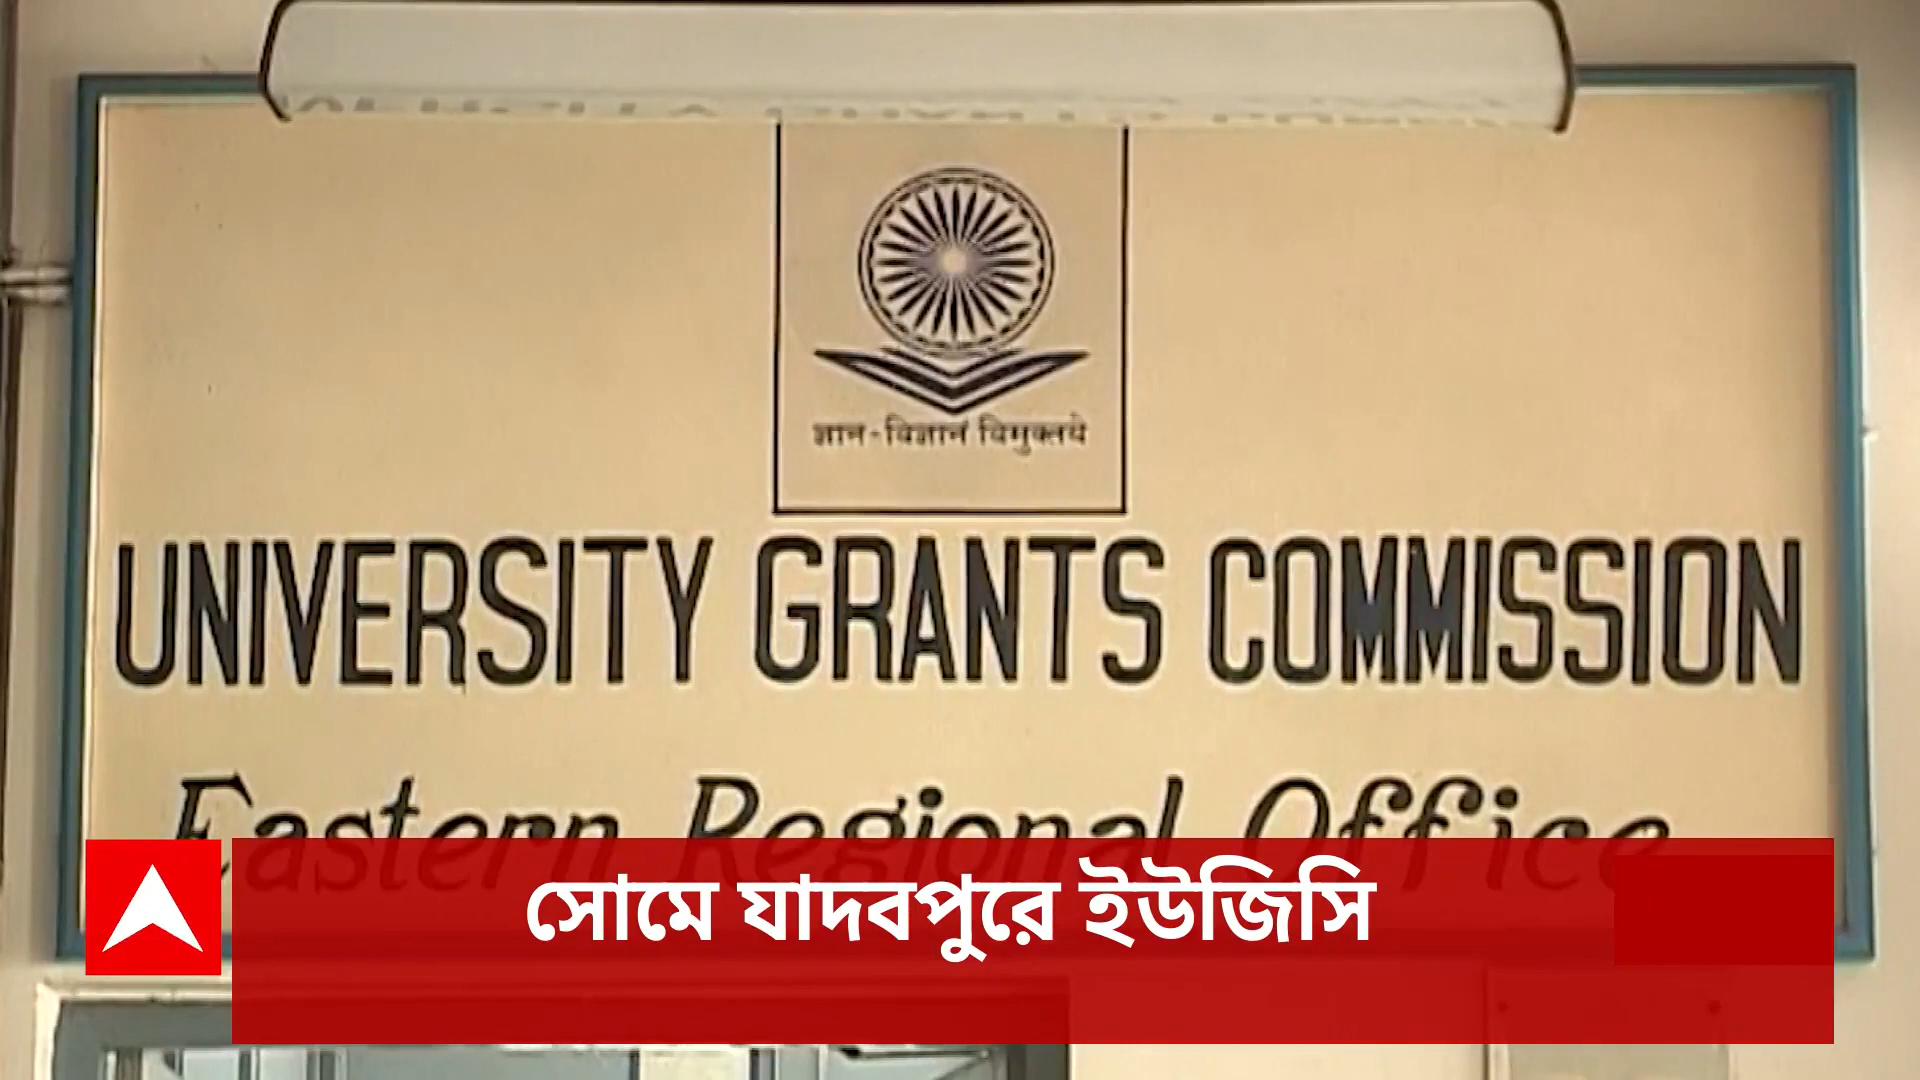 ज्ञान-विज्ञानं विमुक्तये
UNIVERSITY GRANTS COMMISSION
Eastern Regional Office
সোমে যাদবপুরে ইউজিসি